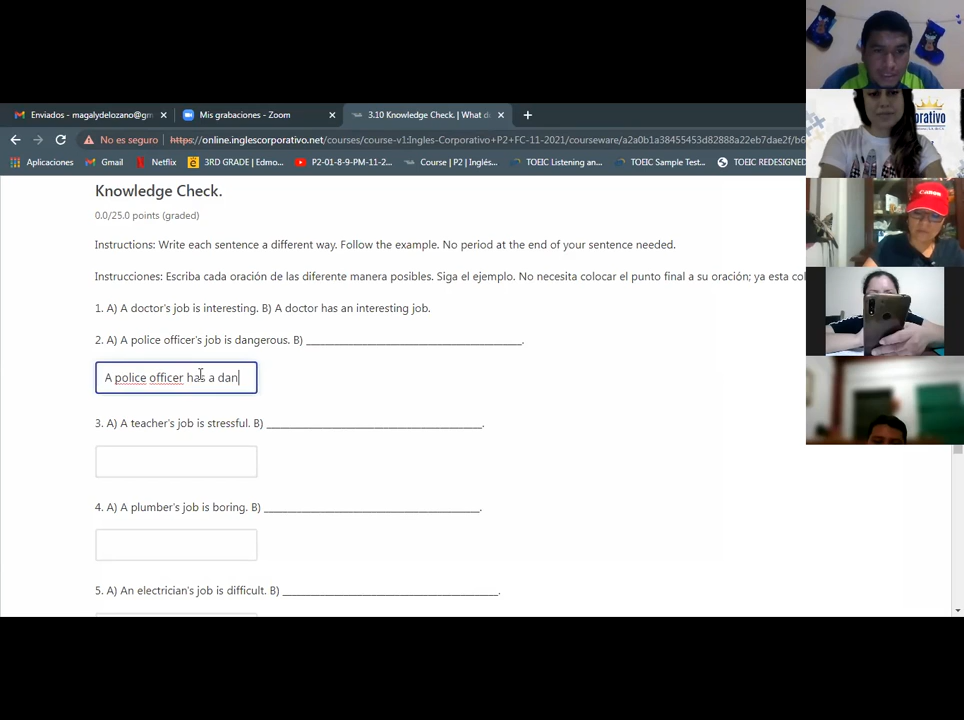 Enviados - magalydelozano@gm
Mis grabaciones - Zoom
3.10 Knowledge Check. | What d
No es seguro
https://online.inglescorporativo.net/courses/course-v1:Ingles-Corporativo+P2+FC-11-2021/courseware/a2a0b1a38455453d82888a22eb7dae2f/b6
Aplicaciones
Gmail
Netflix
3RD GRADE | Edmo...
P2-01-8-9-PM-11-2...
Course | P2 | Inglés...
TOEIC Listening an...
TOEIC Sample Test...
TOEIC REDESIGNED
Knowledge Check.
0.0/25.0 points (graded)
Instructions: Write each sentence a different way. Follow the example. No period at the end of your sentence needed.
Instrucciones: Escriba cada oración de las diferente manera posibles. Siga el ejemplo. No necesita colocar el punto final a su oración; ya esta co
1. A) A doctor's job is interesting. B) A doctor has an interesting job.
2. A) A police officer's job is dangerous. B) ________________________________________.
A police officer has a dan
3. A) A teacher's job is stressful. B) ________________________________________.
4. A) A plumber's job is boring. B) ________________________________________.
5. A) An electrician's job is difficult. B) ________________________________________.
porativo
Canon